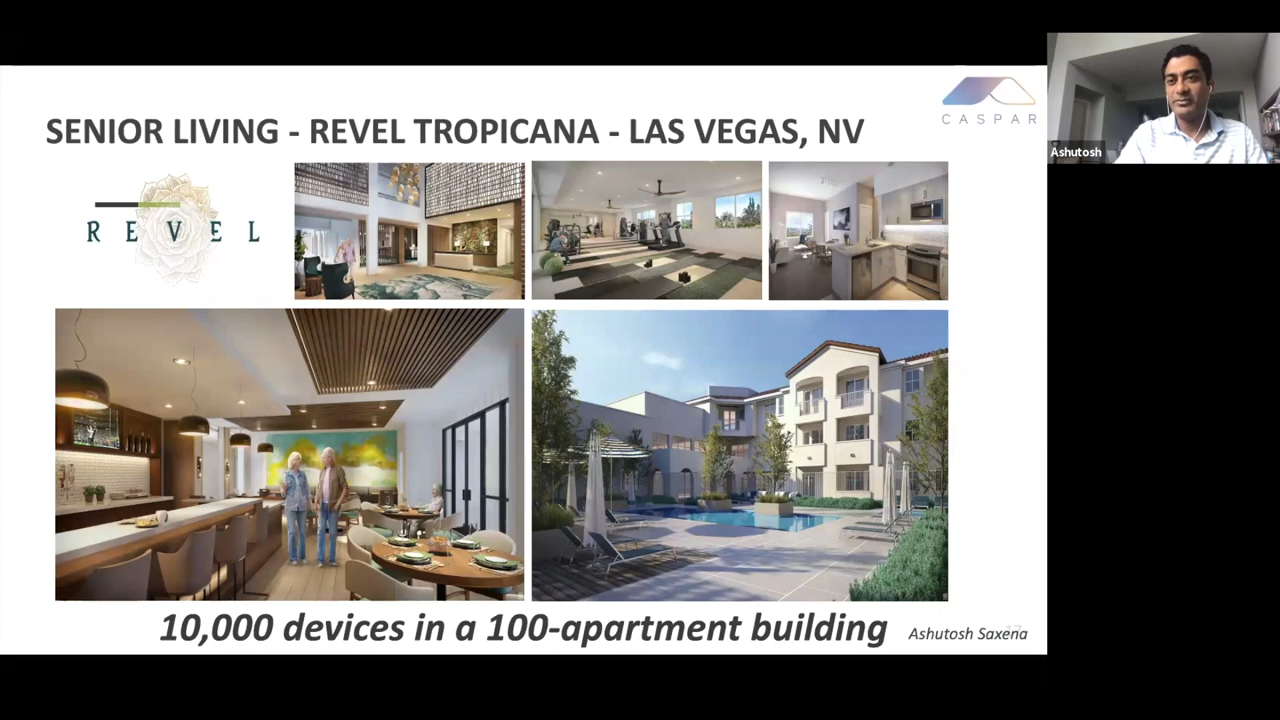 SENIOR LIVING - REVEL TROPICANA - LAS VEGAS, NV
CASPAR
Ashutosh
REVEL
10,000 devices in a 100-apartment building
Ashutosh Saxena
17